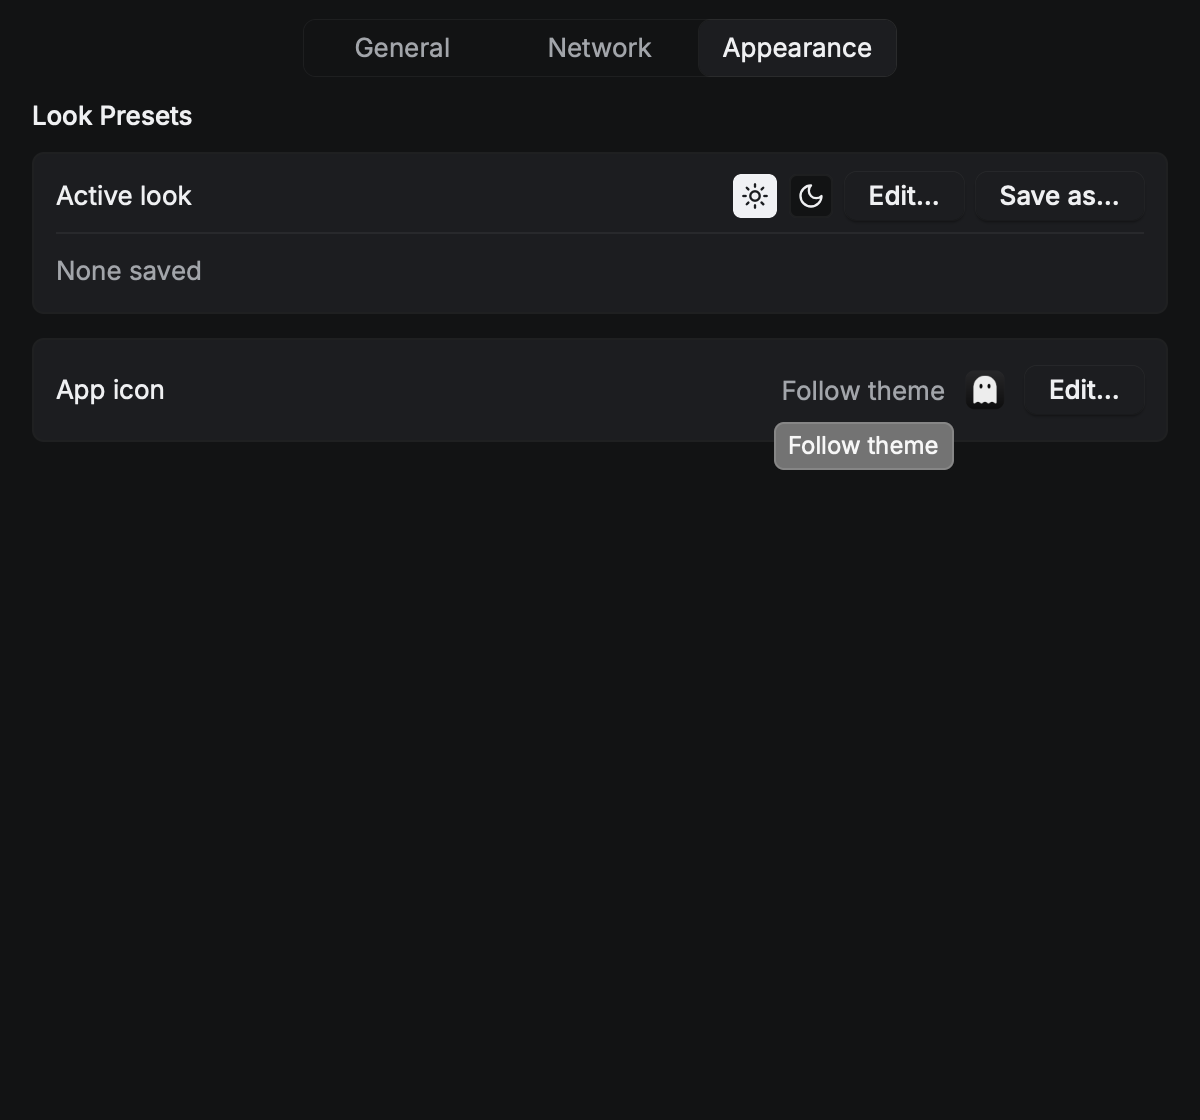 General Network Appearance
Look Presets
Active look Edit... Save as...
None saved
App icon Follow theme Edit...
Follow theme